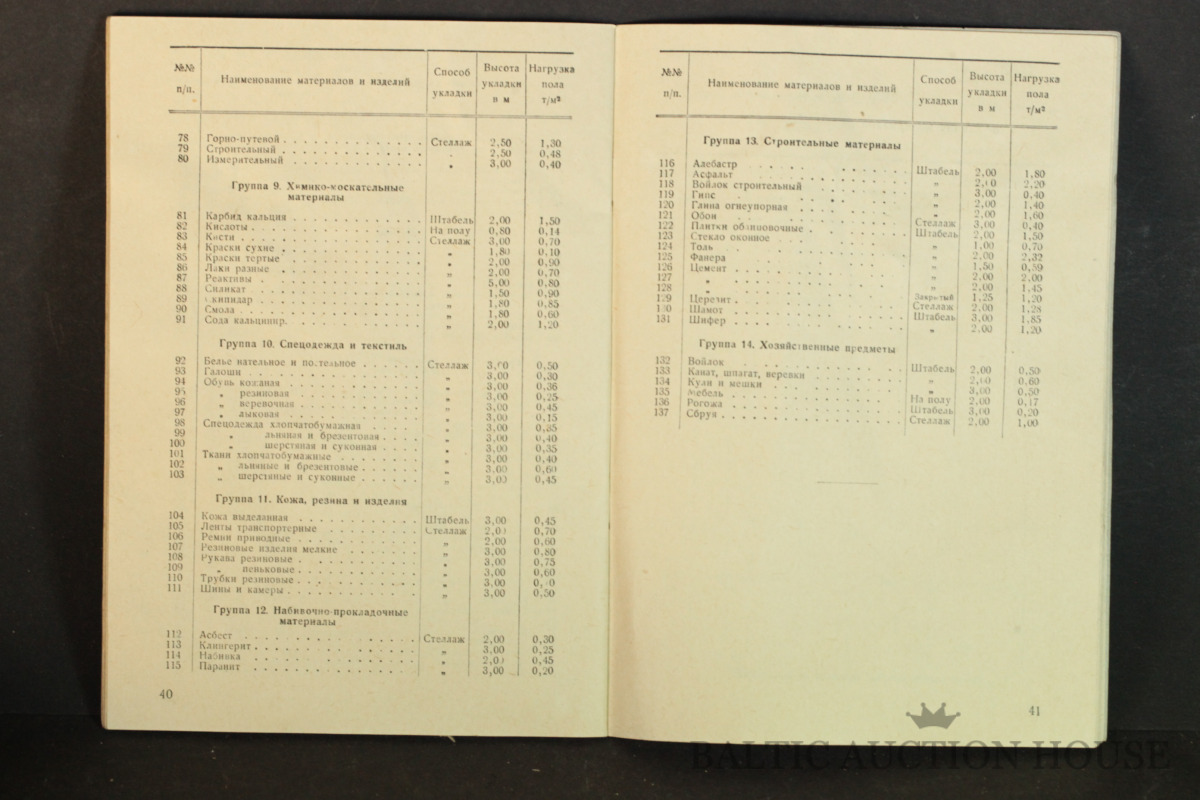 №№ п/п. Наименование материалов и изделий Способ укладки Высота укладки в м Нагрузка пола т/м²
78 Горно-путевой Стеллаж 2,50 1,30
79 Строительный „ 2,50 0,48
80 Измерительный „ 3,00 0,40
Группа 9. Химико-москательные
материалы
81 Карбид кальция Штабель 2,00 1,50
82 Кислоты На полу 0,80 0,14
83 Кисти Стеллаж 3,00 0,70
84 Краски сухие „ 1,80 0,10
85 Краски тертые „ 2,00 0,90
86 Лаки разные „ 2,00 0,70
87 Реактивы „ 5,00 0,80
88 Силикат „ 1,50 0,90
89 Скипидар „ 1,80 0,85
90 Смола „ 1,80 0,60
91 Сода кальцинир. „ 2,00 1,20
Группа 10. Спецодежда и текстиль
92 Белье нательное и постельное Стеллаж 3,00 0,50
93 Галоши „ 3,00 0,30
94 Обувь кожаная „ 3,00 0,36
95 „ резиновая „ 3,00 0,25
96 „ веревочная „ 3,00 0,45
97 „ лыковая „ 3,00 0,15
98 Спецодежда хлопчатобумажная „ 3,00 0,35
99 „ льняная и брезентовая „ 3,00 0,40
100 „ шерстяная и суконная „ 3,00 0,35
101 Ткани хлопчатобумажные „ 3,00 0,40
102 „ льняные и брезентовые „ 3,00 0,60
103 „ шерстяные и суконные „ 3,00 0,45
Группа 11. Кожа, резина и изделия
104 Кожа выделанная Штабель 3,00 0,45
105 Ленты транспортерные Стеллаж 2,00 0,70
106 Ремни приводные „ 2,00 0,60
107 Резиновые изделия мелкие „ 3,00 0,80
108 Рукава резиновые „ 3,00 0,75
109 „ пеньковые „ 3,00 0,60
110 Трубки резиновые „ 3,00
111 Шины и камеры „ 3,00 0,50
Группа 12. Набивочно-прокладочные
материалы
112 Асбест Стеллаж 2,00 0,30
113 Клингерит „ 3,00 0,25
114 Набивка „ 2,00 0,45
115 Паранит „ 3,00 0,20
40
№№ п/п. Наименование материалов и изделий Способ укладки Высота укладки в м Нагрузка пола т/м²
Группа 13. Строительные материалы
116 Алебастр Штабель 2,00 1,80
117 Асфальт „ 2,00 2,20
118 Войлок строительный „ 3,00 0,40
119 Гипс „ 2,00 1,40
120 Глина огнеупорная „ 2,00 1,60
121 Обои Стеллаж 3,00 0,40
122 Плитки облицовочные Штабель 2,00 1,50
123 Стекло оконное „ 1,00 0,70
124 Толь „ 2,00 2,32
125 Фанера „ 1,50 0,59
126 Цемент „ 2,00 2,00
127 „ „ 2,00 1,45
128 „ Закрытый 1,25 1,20
129 Церезит Стеллаж 2,00 1,28
130 Шамот Штабель 3,00 1,85
131 Шифер „ 2,00 1,20
Группа 14. Хозяйственные предметы
132 Войлок Штабель 2,00 0,50
133 Канат, шпагат, веревки „ 2,00 0,60
134 Кули и мешки „ 3,00 0,50
135 Мебель На полу 2,00 0,17
136 Рогожа Штабель 3,00 0,20
137 Сбруя Стеллаж 2,00 1,00
41
BALTIC AUCTION HOUSE